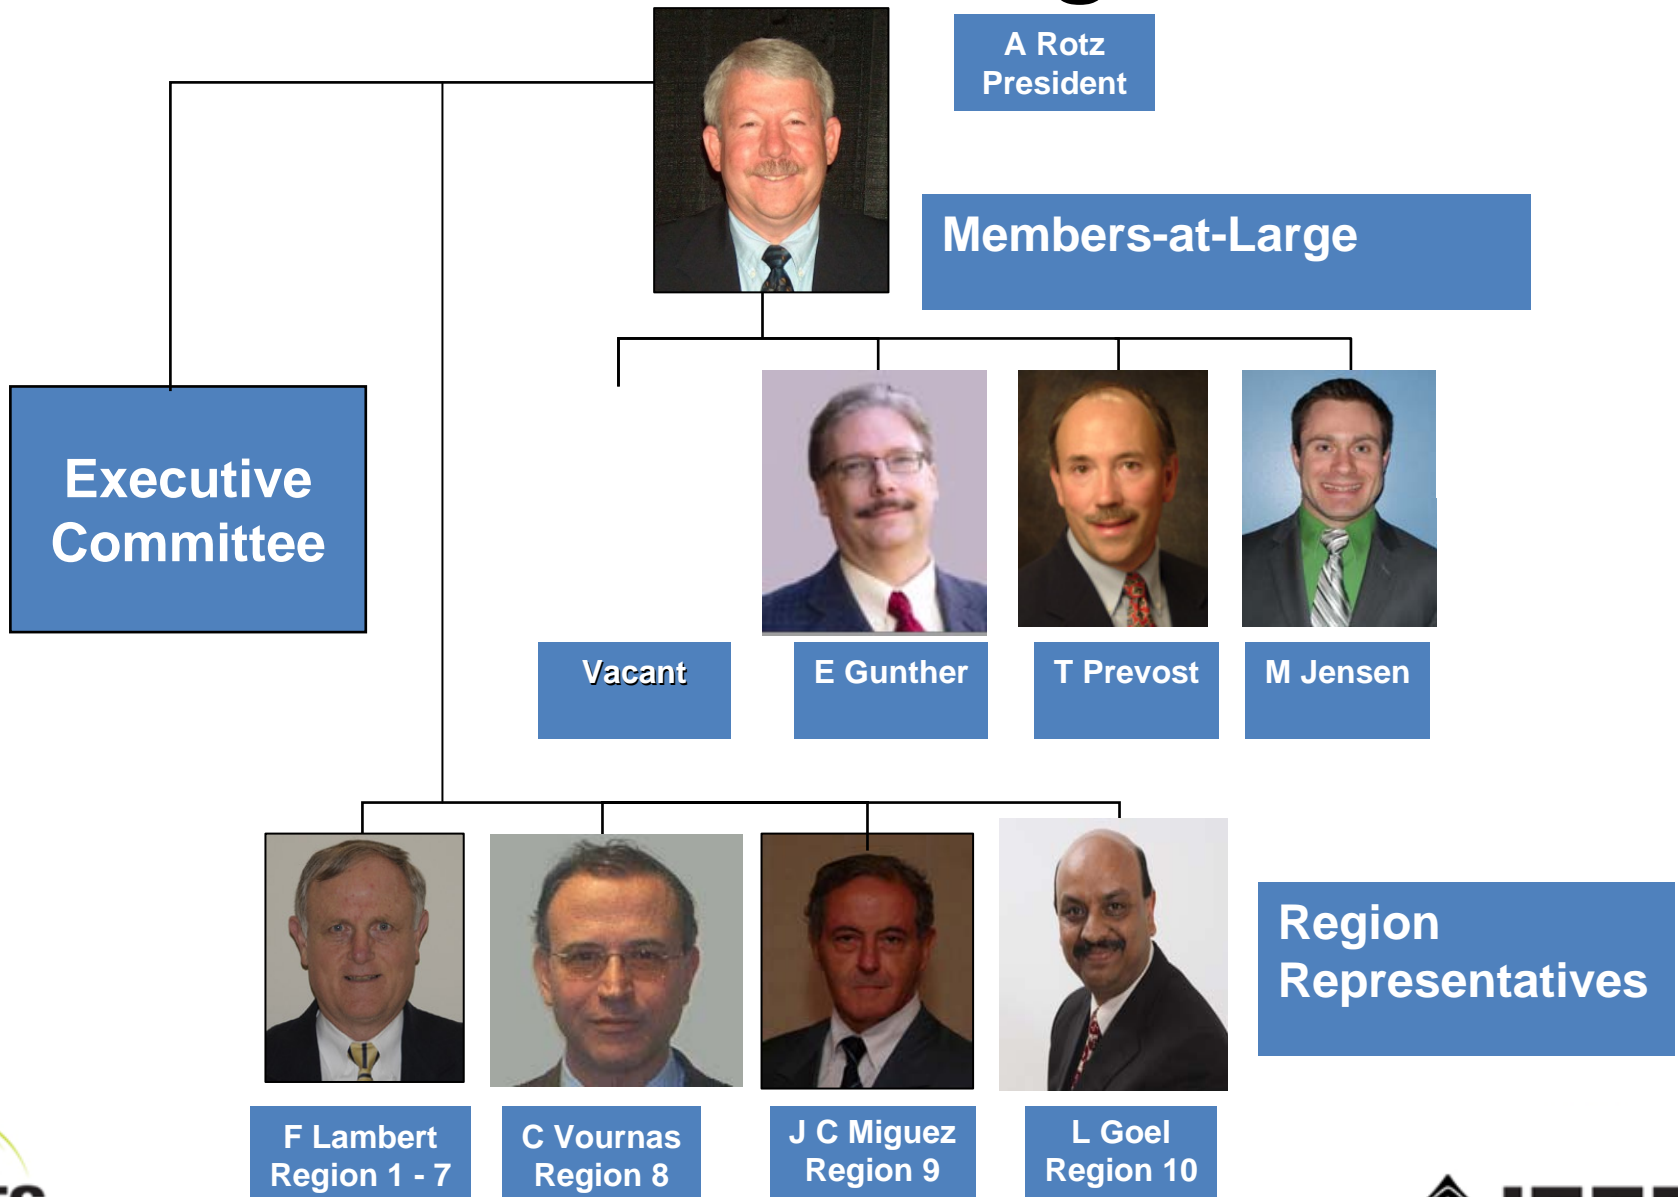 A Rotz
President
Members-at-Large
Executive
Committee
Vacant
E Gunther
T Prevost
M Jensen
Region
Representatives
F Lambert
Region 1 - 7
C Vournas
Region 8
J C Miguez
Region 9
L Goel
Region 10